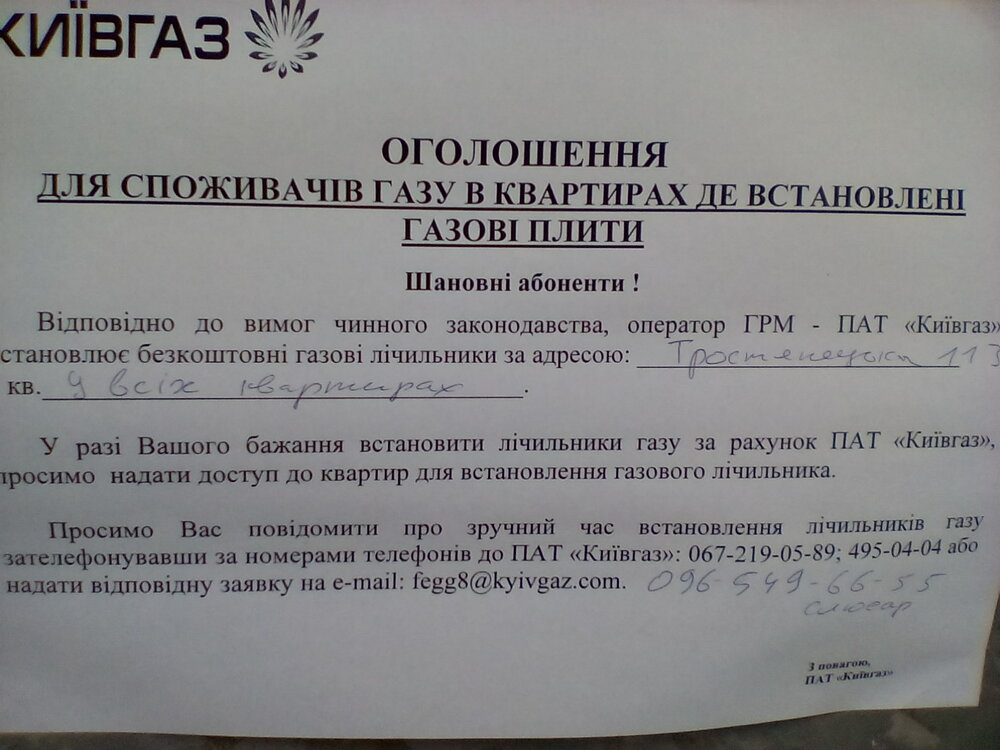 КИЇВГАЗ
ОГОЛОШЕННЯ
ДЛЯ СПОЖИВАЧІВ ГАЗУ В КВАРТИРАХ ДЕ ВСТАНОВЛЕНІ
ГАЗОВІ ПЛИТИ
Шановні абоненти !
Відповідно до вимог чинного законодавства, оператор ГРМ - ПАТ «Київгаз»
становлює безкоштовні газові лічильники за адресою: Тростянецька 113
кв. У всіх квартирах.
У разі Вашого бажання встановити лічильники газу за рахунок ПАТ «Київгаз»,
просимо надати доступ до квартир для встановлення газового лічильника.
Просимо Вас повідомити про зручний час встановлення лічильників газу
зателефонувавши за номерами телефонів до ПАТ «Київгаз»: 067-219-05-89; 495-04-04 або
надати відповідну заявку на e-mail: fegg8@kyivgaz.com. 096-549-66-55
слюсар
З повагою,
ПАТ «Київгаз»